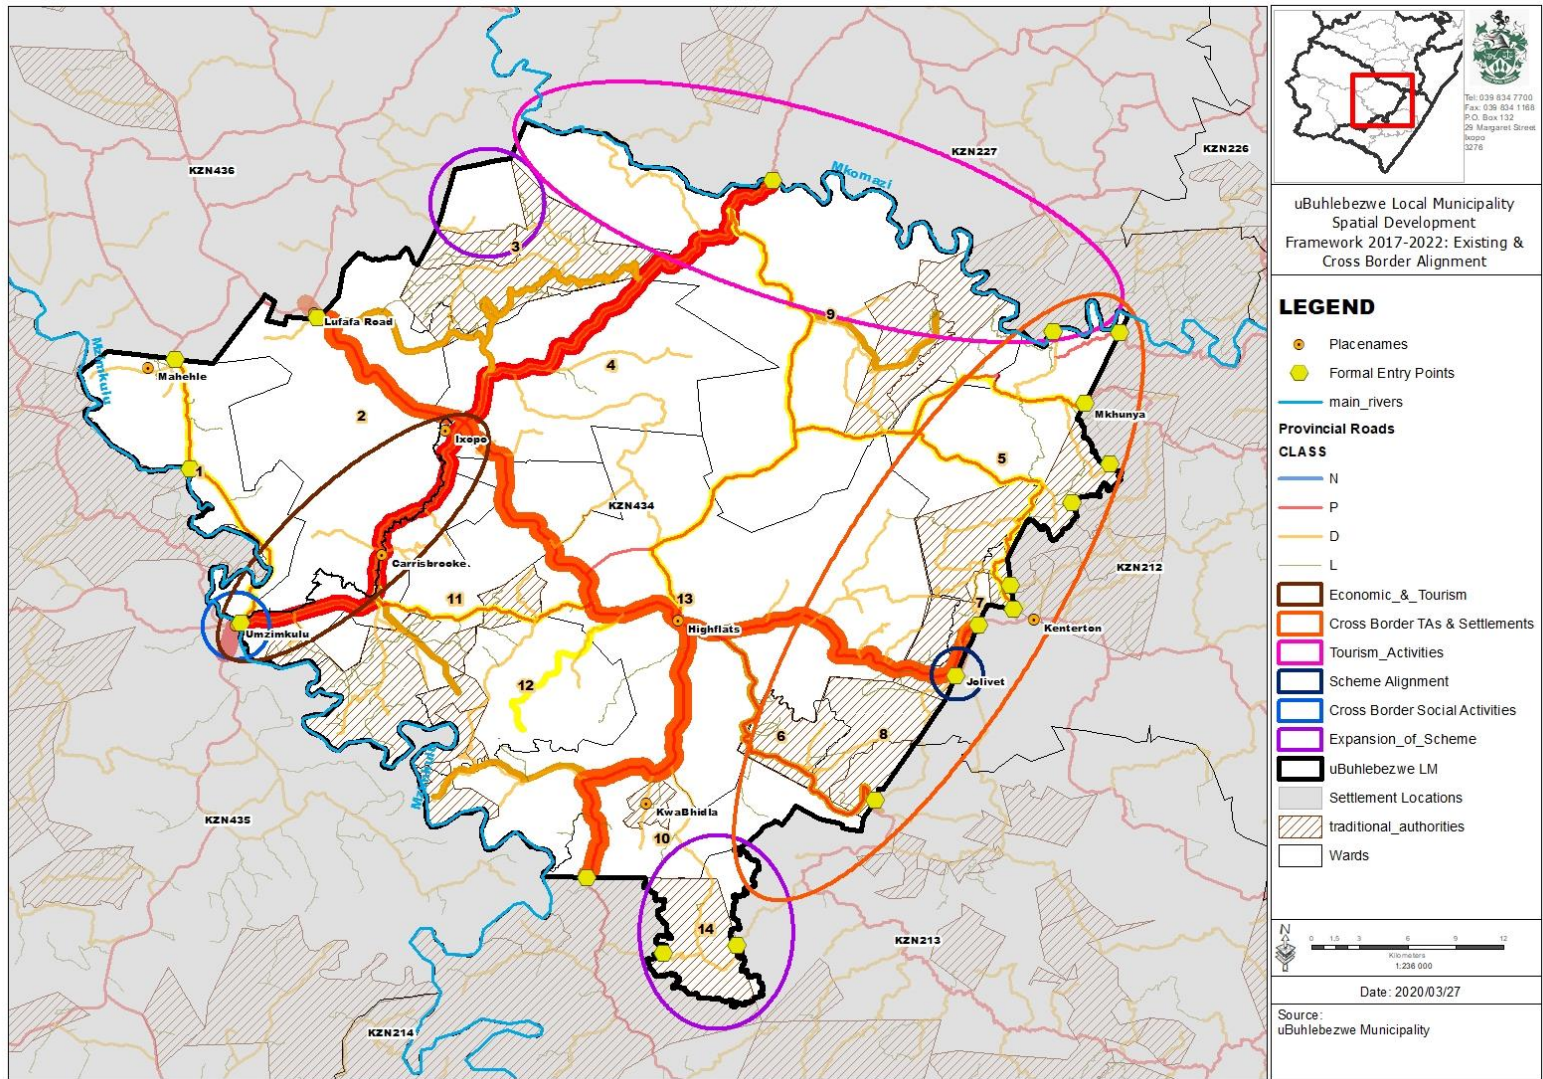 KZN436
KZN227
KZN226
Mkomazi
3
Lufafa Road
9
Mzimkulu
Mahehle
4
2
Mkhunya
Ixopo
1
5
KZN434
Carrisbrooke.
KZN212
11
13
7
Umzimkulu
Highflats
Kenterton
12
Jolivet
6
8
KwaBhidla
KZN435
10
14
KZN213
KZN214
Tel: 039 834 7700
Fax: 039 834 1168
P.O. Box 132
29 Margaret Street
Ixopo
3276
uBuhlebezwe Local Municipality
Spatial Development
Framework 2017-2022: Existing &
Cross Border Alignment
LEGEND
Placenames
Formal Entry Points
main_rivers
Provincial Roads
CLASS
N
P
D
L
Economic_&_Tourism
Cross Border TAs & Settlements
Tourism_Activities
Scheme Alignment
Cross Border Social Activities
Expansion_of_Scheme
uBuhlebezwe LM
Settlement Locations
traditional_authorities
Wards
N
0 1,5 3 6 9 12
Kilometers
1:236 000
Date: 2020/03/27
Source:
uBuhlebezwe Municipality